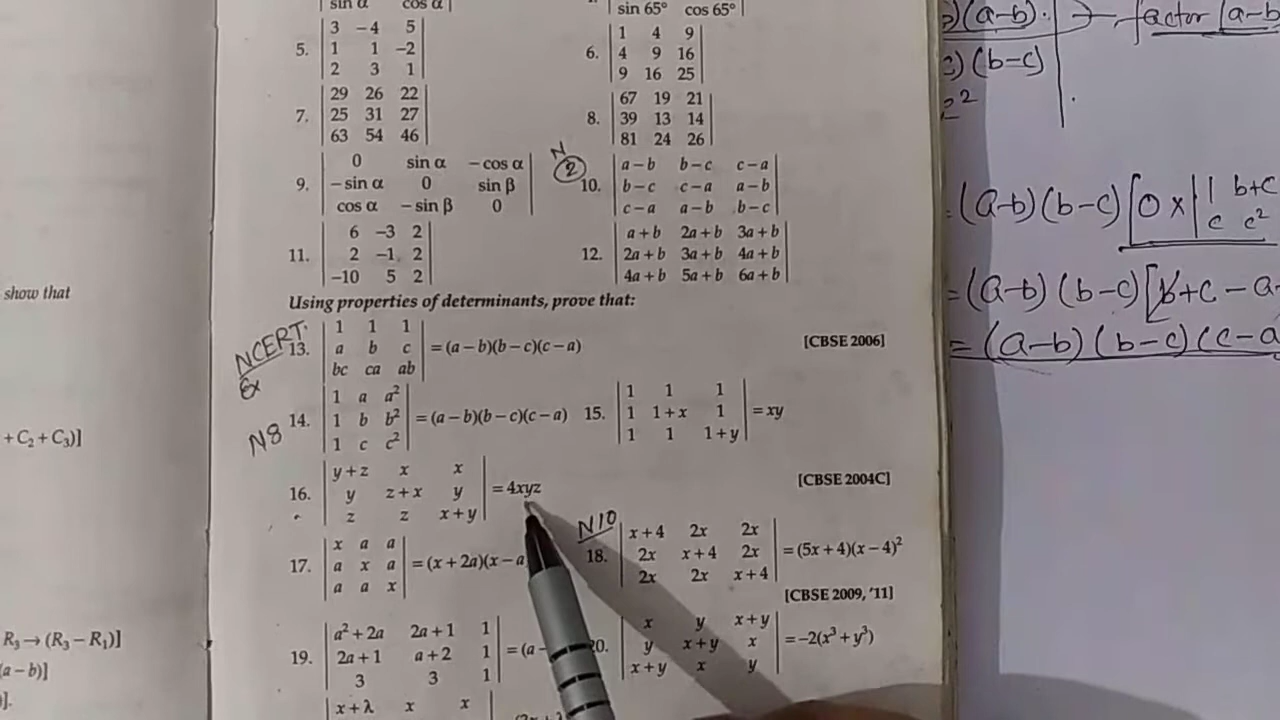 sin α cos α
sin 65° cos 65°
5. | 3 −4 5 |
| 1 1 −2 |
| 2 3 1 |
6. | 1 4 9 |
| 4 9 16 |
| 9 16 25 |
7. | 29 26 22 |
| 25 31 27 |
| 63 54 46 |
8. | 67 19 21 |
| 39 13 14 |
| 81 24 26 |
9. | 0 sin α − cos α |
| − sin α 0 sin β |
| cos α − sin β 0 |
N
②
10. | a − b b − c c − a |
| b − c c − a a − b |
| c − a a − b b − c |
11. | 6 −3 2 |
| 2 −1 2 |
| −10 5 2 |
12. | a + b 2a + b 3a + b |
| 2a + b 3a + b 4a + b |
| 4a + b 5a + b 6a + b |
Using properties of determinants, prove that:
NCERT.
Ex
13. | 1 1 1 |
| a b c | = (a − b)(b − c)(c − a) [CBSE 2006]
| bc ca ab |
N8
14. | 1 a a² |
| 1 b b² | = (a − b)(b − c)(c − a)
| 1 c c² |
15. | 1 1 1 |
| 1 1 + x 1 | = xy
| 1 1 1 + y |
16. | y + z x x |
| y z + x y | = 4xyz [CBSE 2004C]
| z z x + y |
17. | x a a |
| a x a | = (x + 2a)(x − a
| a a x |
N10
18. | x + 4 2x 2x |
| 2x x + 4 2x | = (5x + 4)(x − 4)²
| 2x 2x x + 4 |
[CBSE 2009, '11]
19. | a² + 2a 2a + 1 1 |
| 2a + 1 a + 2 1 | = (a −
| 3 3 1 |
20. | x y x + y |
| y x + y x | = −2(x³ + y³)
| x + y x y |
| x + λ x x |
show that
+ C₂ + C₃)]
R₃ → (R₃ − R₁)]
(a − b)]
].
)(a-b). → factor (a-b
)(b-c)
= (a-b)(b-c)[0 × | 1 b+c
c c²
= (a-b)(b-c)[b+c-a-
= (a-b)(b-c)(c-a